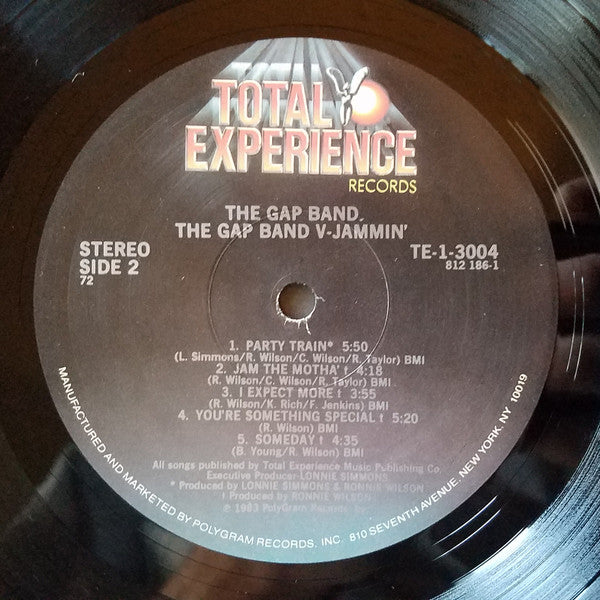 TOTAL
EXPERIENCE
RECORDS
THE GAP BAND.
THE GAP BAND V-JAMMIN'
STEREO
SIDE 2
72
TE-1-3004
812 186-1
1. PARTY TRAIN* 5:50
(L. Simmons/R. Wilson/C. Wilson/R. Taylor) BMI
2. JAM THE MOTHA' † 4:18
(R. Wilson/C. Wilson/R. Taylor) BMI
3. I EXPECT MORE † 3:55
(R. Wilson/K. Rich/F. Jenkins) BMI
4. YOU'RE SOMETHING SPECIAL † 5:20
(R. Wilson) BMI
5. SOMEDAY † 4:35
(B. Young/R. Wilson) BMI
All songs published by Total Experience Music Publishing Co.
Executive Producer-LONNIE SIMMONS
* Produced by LONNIE SIMMONS & RONNIE WILSON
† Produced by RONNIE WILSON
℗ 1983 PolyGram Records
MANUFACTURED AND MARKETED BY POLYGRAM RECORDS, INC. 810 SEVENTH AVENUE, NEW YORK, NY 10019